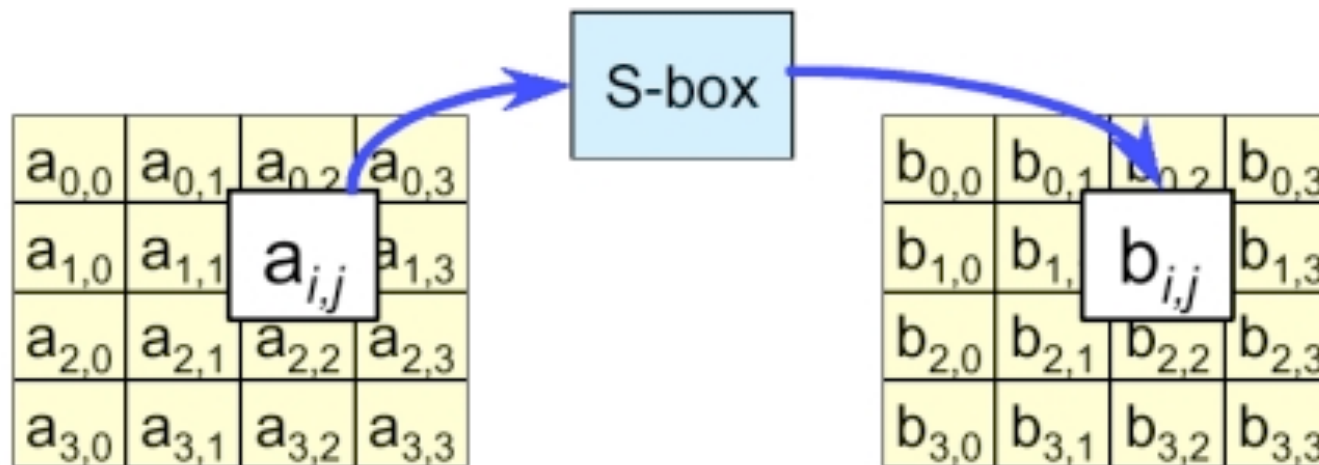 S-box
a0,0 a0,1 a0,2 a0,3 b0,0 b0,1 b0,2 b0,3
a1,0 a1,1 ai,j a1,3 b1,0 b1, bi,j b1,3
a2,0 a2,1 a2,2 a2,3 b2,0 b2,1 b2,2 b2,3
a3,0 a3,1 a3,2 a3,3 b3,0 b3,1 b3,2 b3,3